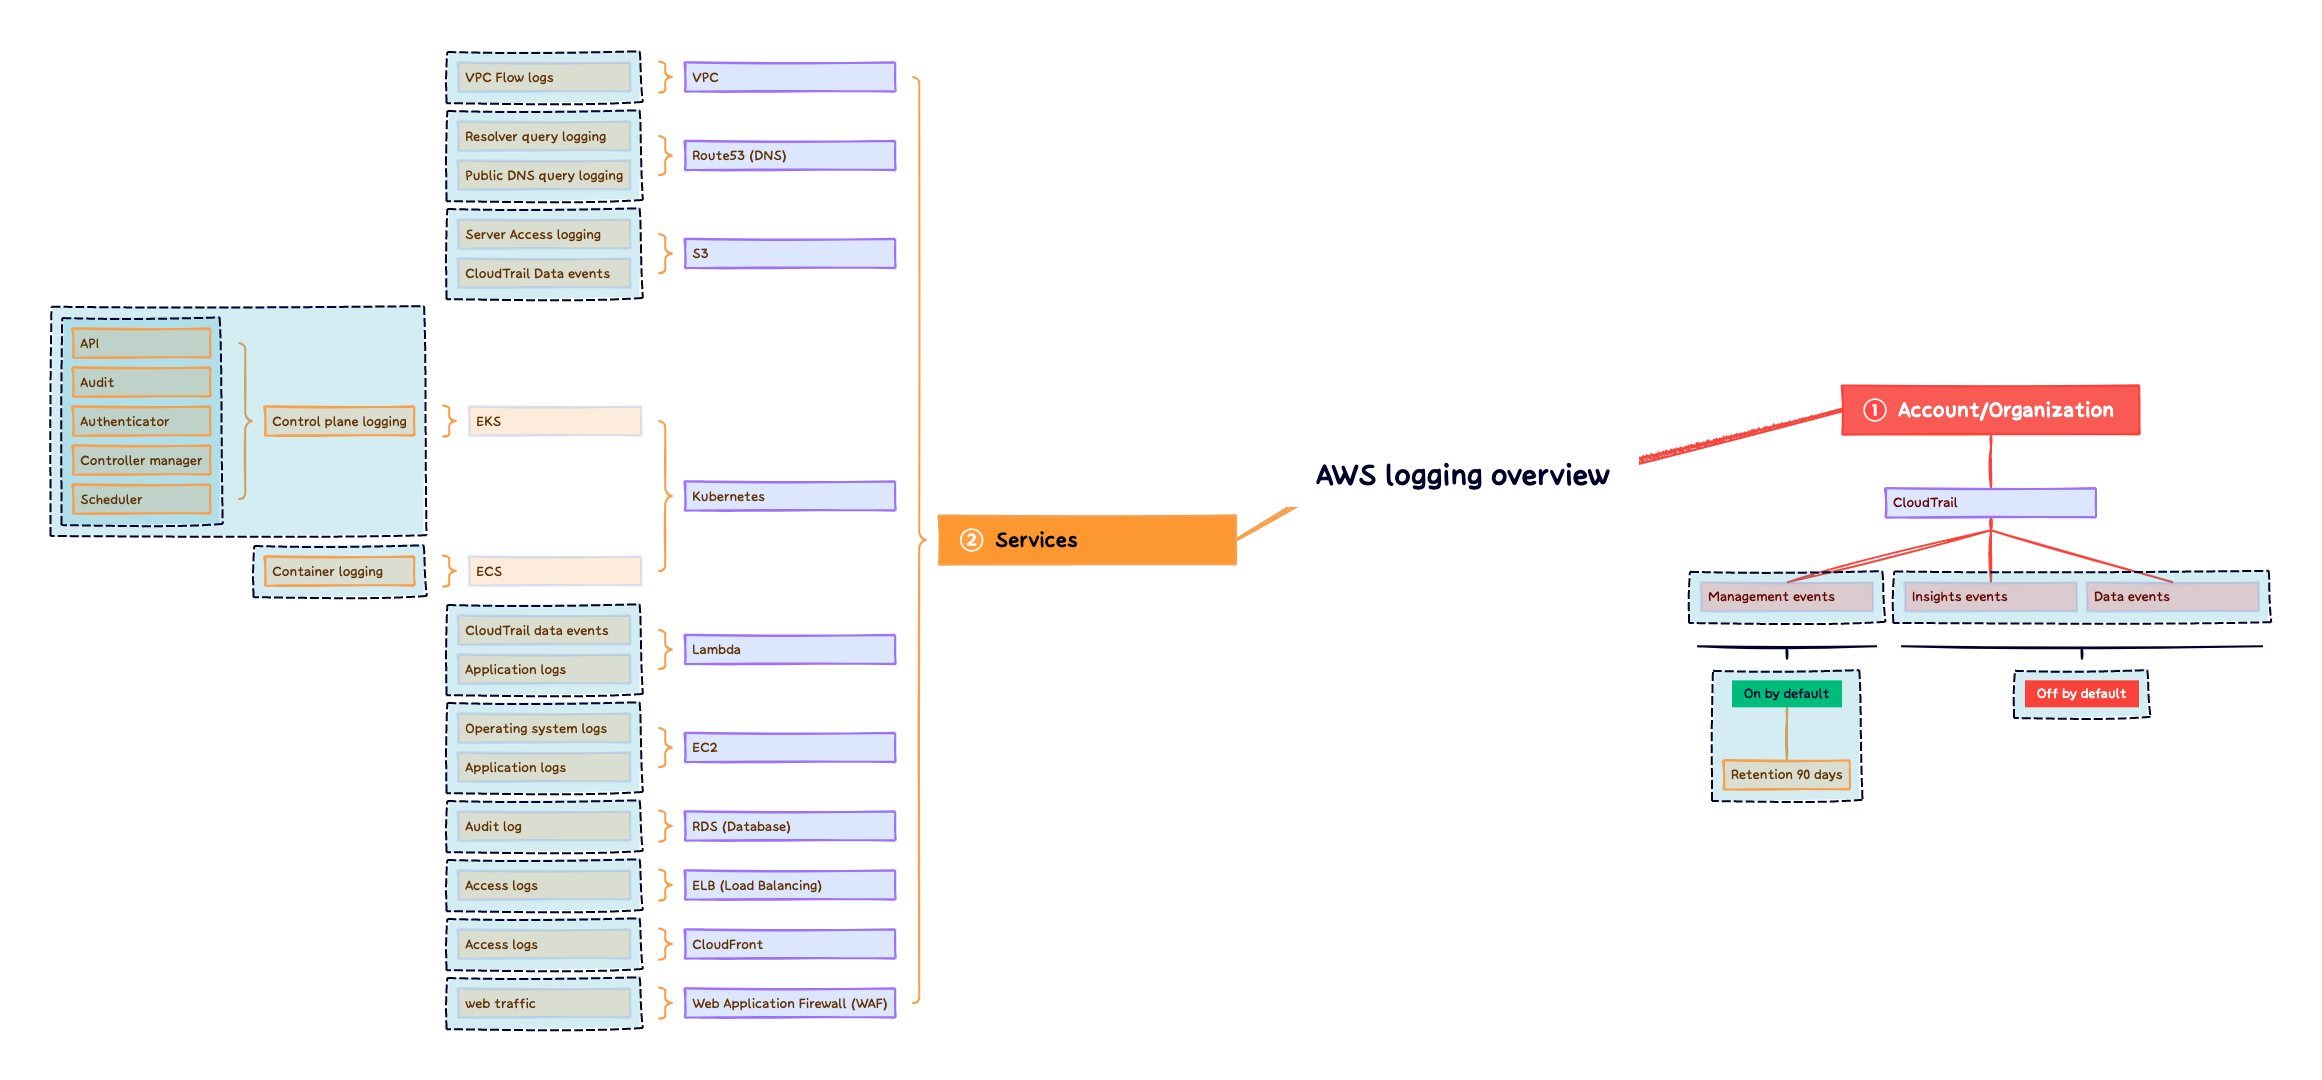 VPC Flow logs
VPC
Resolver query logging
Public DNS query logging
Route53 (DNS)
Server Access logging
CloudTrail Data events
S3
API
Audit
Authenticator
Controller manager
Scheduler
Control plane logging
EKS
Container logging
ECS
Kubernetes
CloudTrail data events
Application logs
Lambda
Operating system logs
Application logs
EC2
Audit log
RDS (Database)
Access logs
ELB (Load Balancing)
Access logs
CloudFront
web traffic
Web Application Firewall (WAF)
2 Services
AWS logging overview
1 Account/Organization
CloudTrail
Management events
Insights events
Data events
On by default
Off by default
Retention 90 days